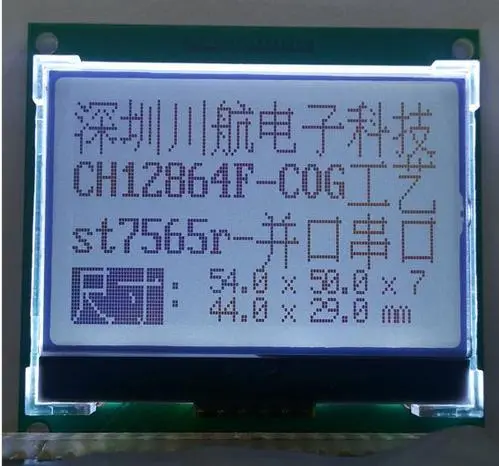 深圳川航电子科技
CH12864F-COG工艺
st7565r-并口串口
尺寸: 54.0 x 50.0 x 7
44.0 x 29.0 mm